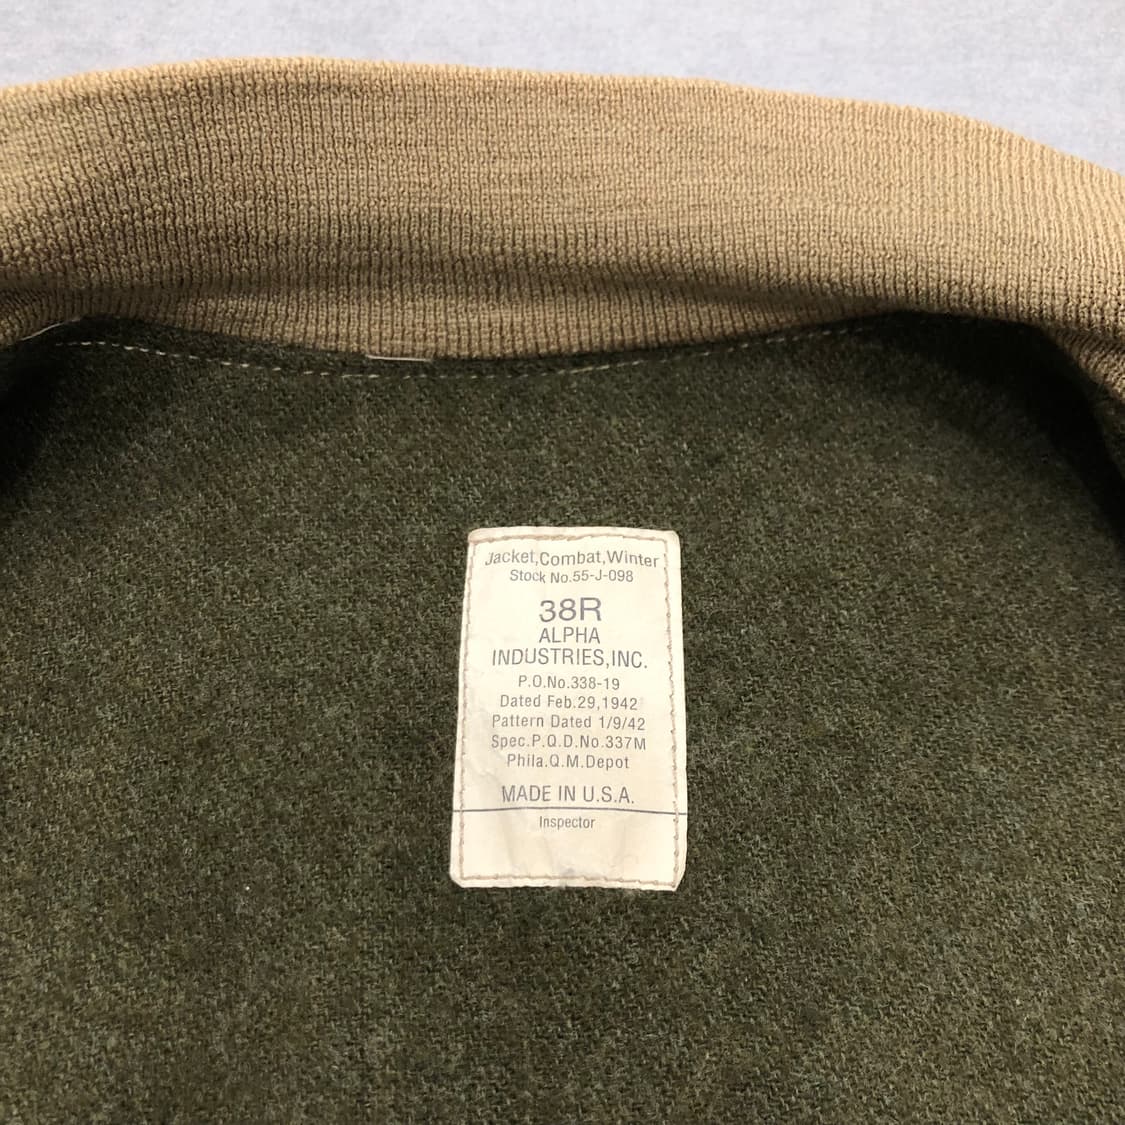 Jacket,Combat,Winter
Stock No.55-J-098
38R
ALPHA
INDUSTRIES,INC.
P.O.No.338-19
Dated Feb.29,1942
Pattern Dated 1/9/42
Spec.P.Q.D.No.337M
Phila.Q.M.Depot
MADE IN U.S.A.
Inspector